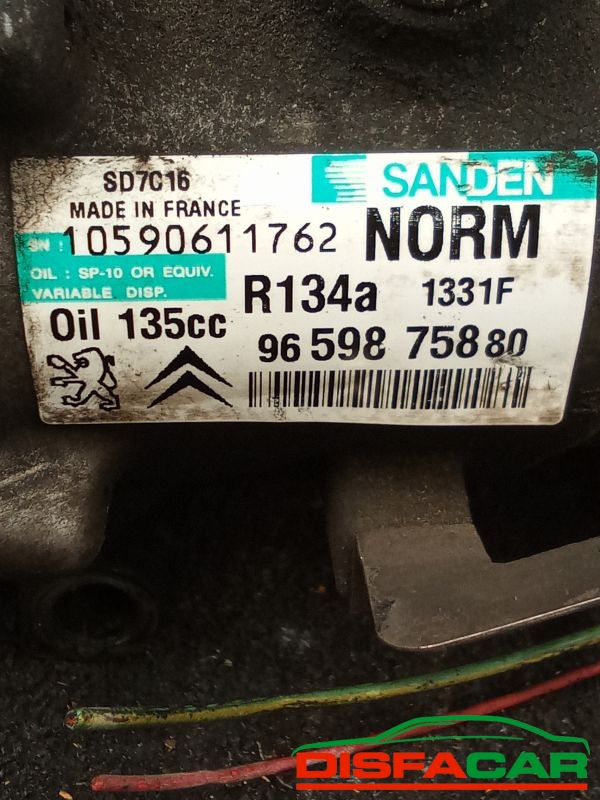 SD7C16
SANDEN
MADE IN FRANCE
SN : 10590611762
NORM
OIL : SP-10 OR EQUIV.
VARIABLE DISP.
R134a 1331F
Oil 135cc
96 598 758 80
DISFACAR